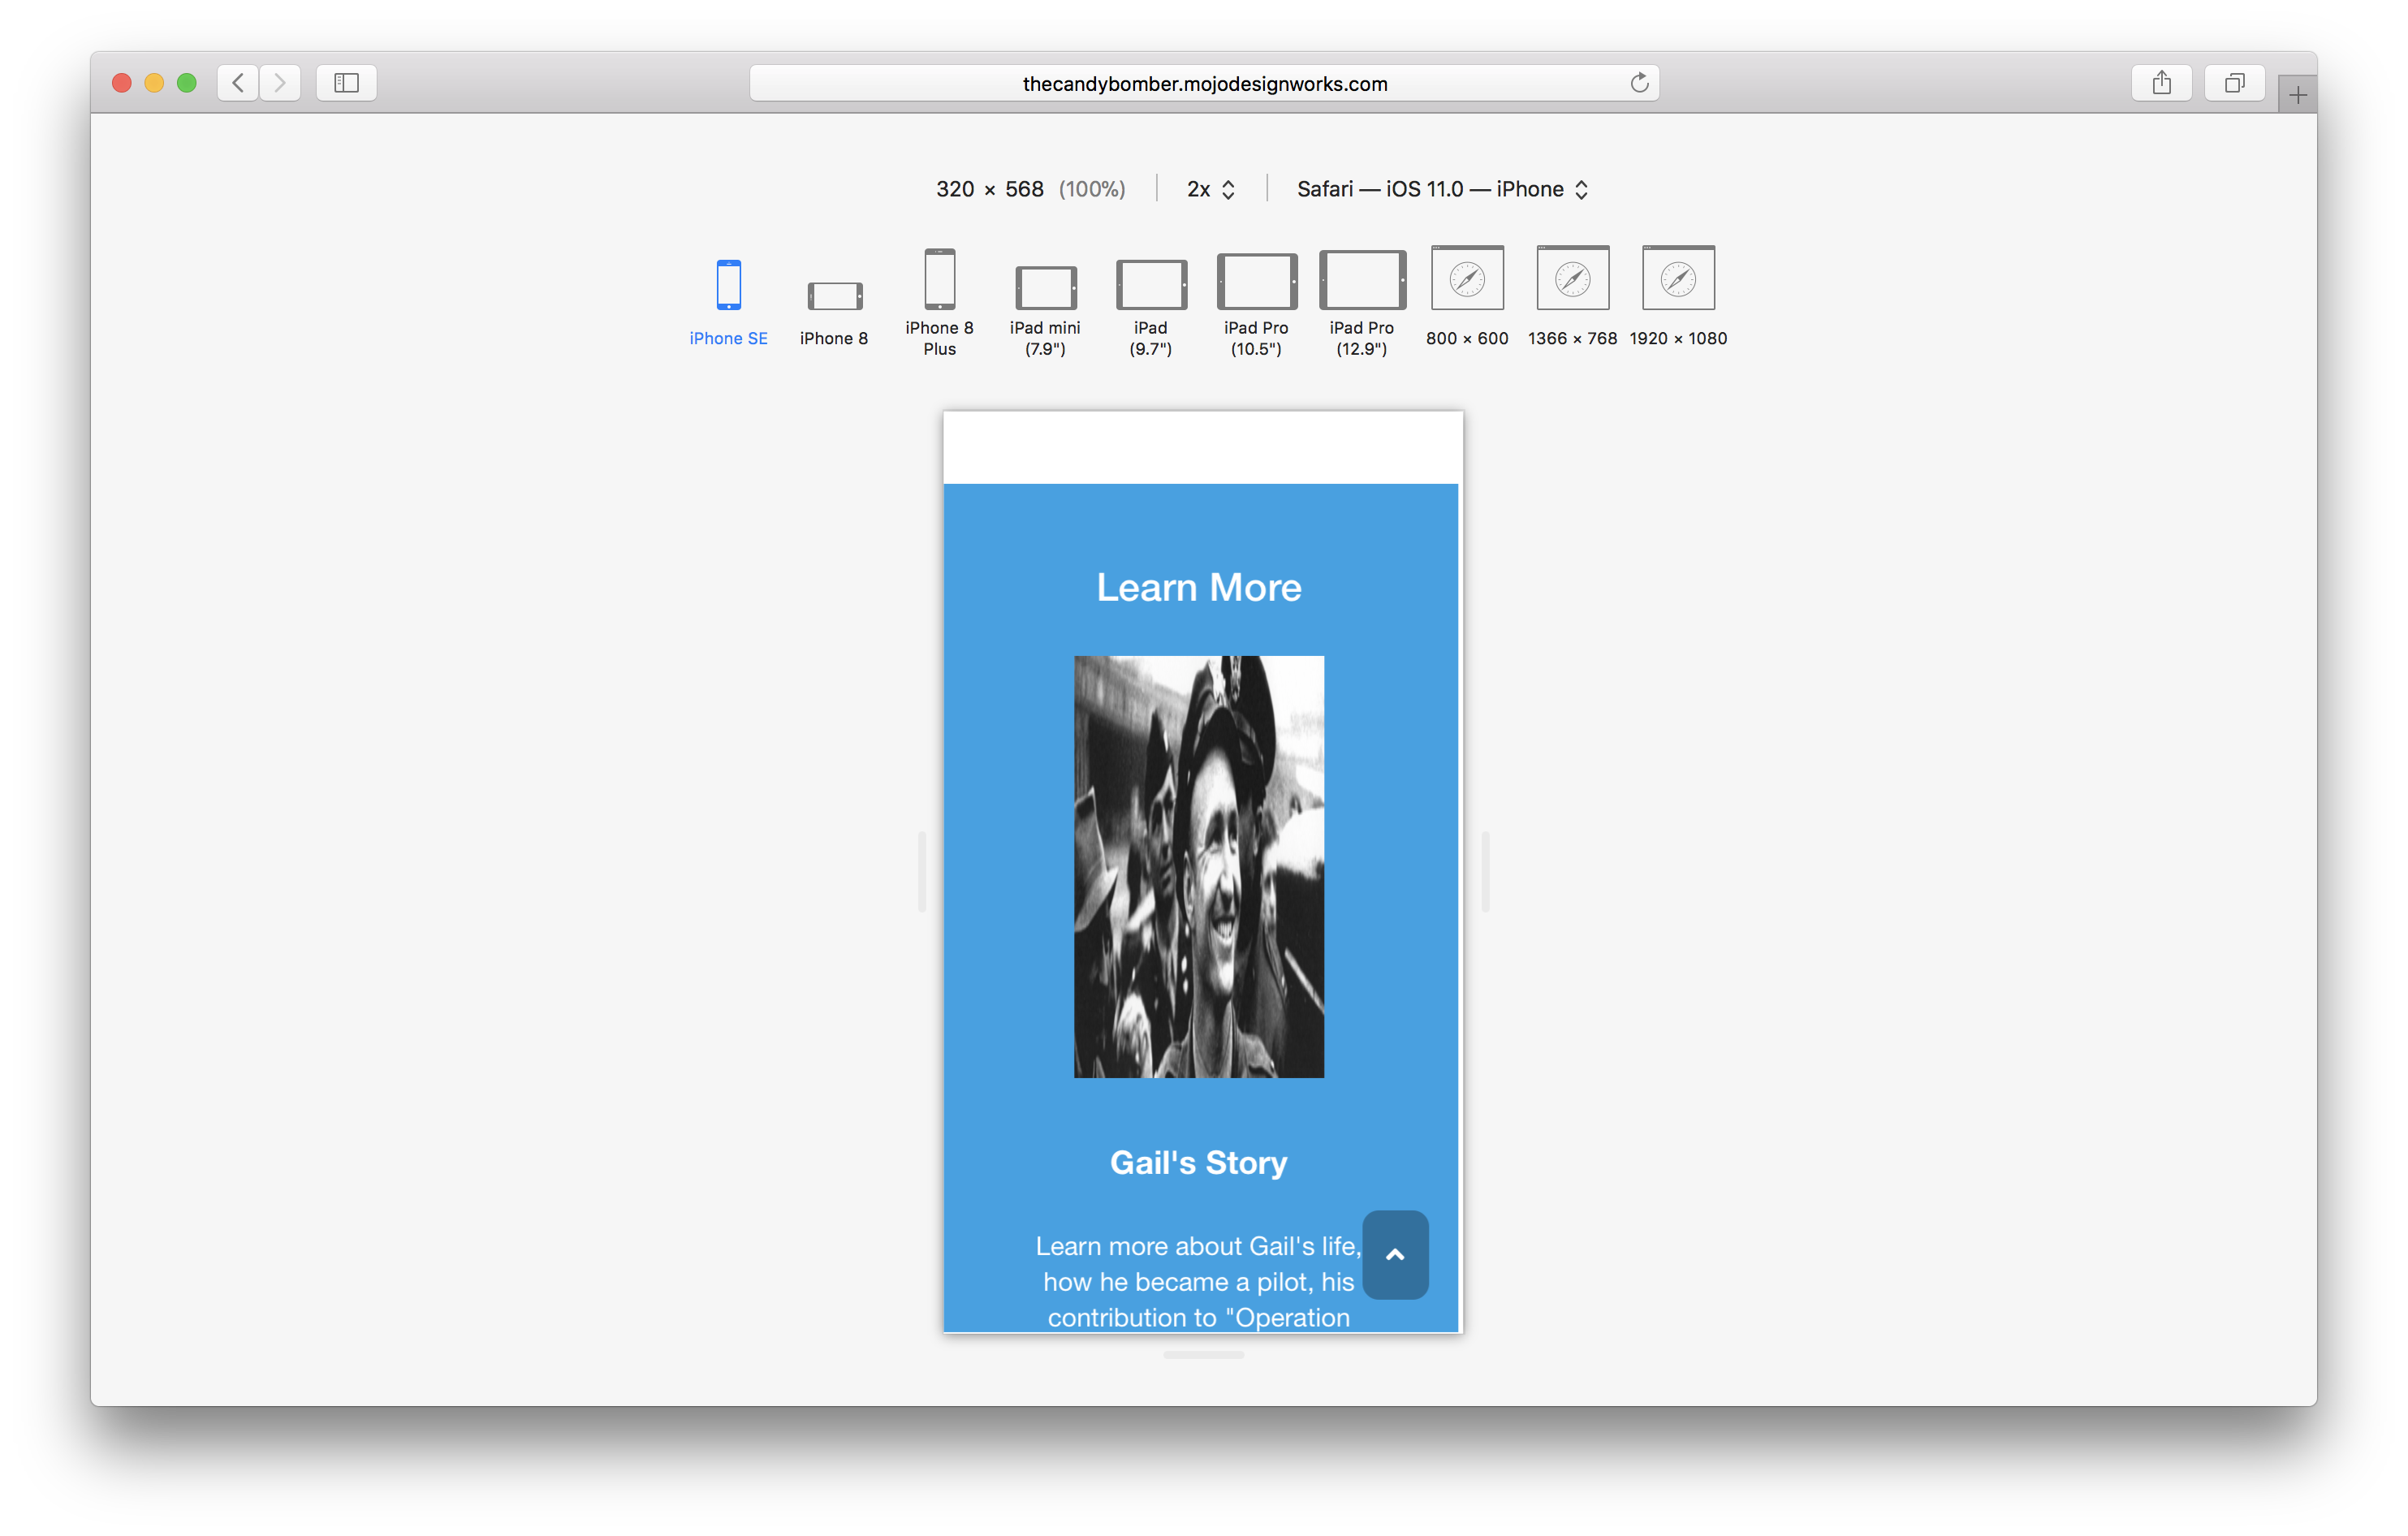 thecandybomber.mojodesignworks.com
320 × 568 (100%) 2x Safari — iOS 11.0 — iPhone
iPhone SE
iPhone 8
iPhone 8
Plus
iPad mini
(7.9")
iPad
(9.7")
iPad Pro
(10.5")
iPad Pro
(12.9")
800 × 600
1366 × 768
1920 × 1080
Learn More
Gail's Story
Learn more about Gail's life,
how he became a pilot, his
contribution to "Operation